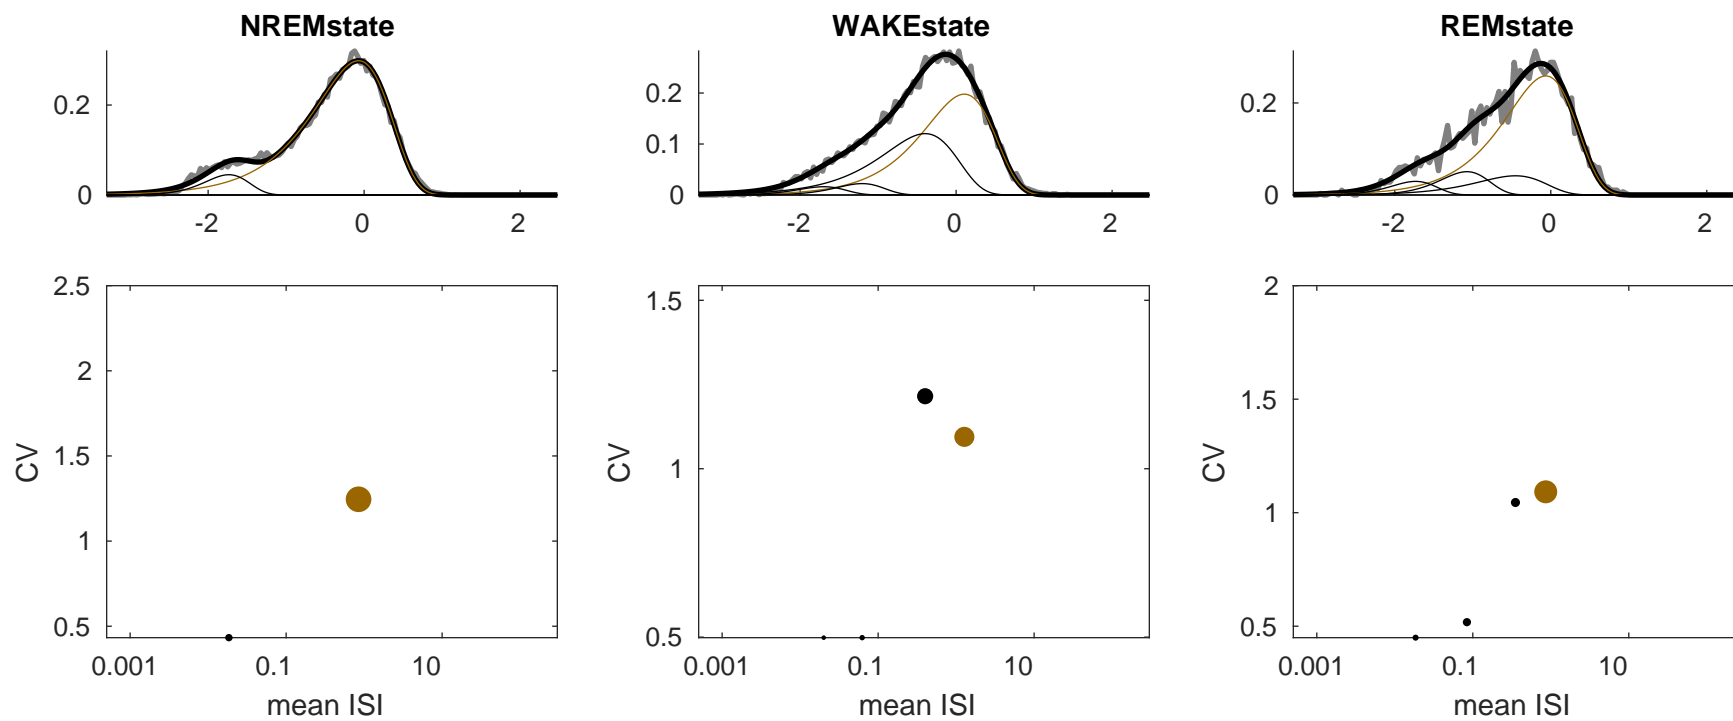 NREMstate WAKEstate REMstate
0.2 0.2 0.2
0.1
0 0 0
-2 0 2 -2 0 2 -2 0 2
2.5 1.5 2
2 1.5
1.5 1 1
1 0.5
0.5 0.5
CV CV CV
0.001 0.1 10 0.001 0.1 10 0.001 0.1 10
mean ISI mean ISI mean ISI